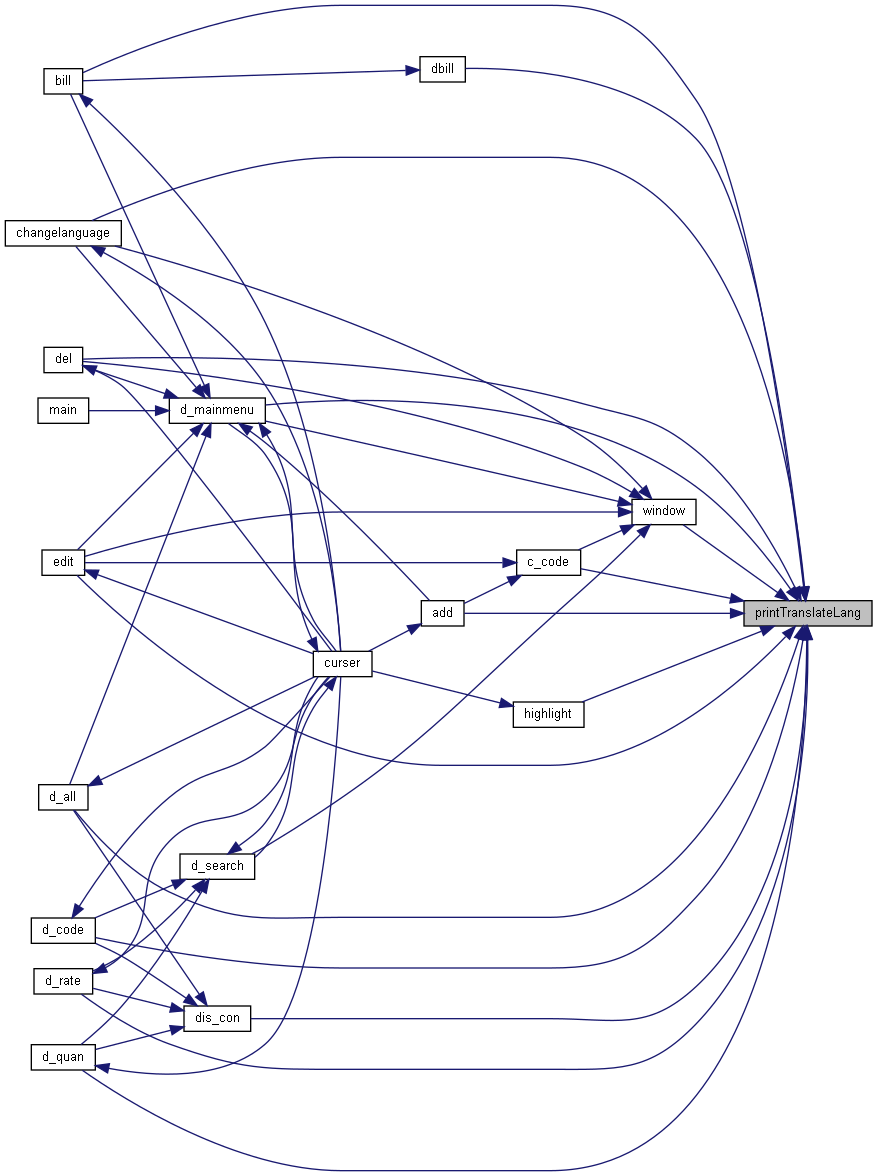 bill
dbill
changelanguage
del
main
d_mainmenu
window
edit
c_code
add
printTranslateLang
curser
highlight
d_all
d_search
d_code
d_rate
dis_con
d_quan